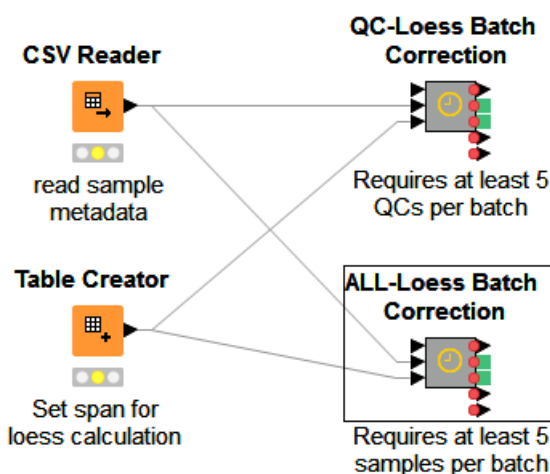 CSV Reader
read sample
metadata
QC-Loess Batch
Correction
Requires at least 5
QCs per batch
Table Creator
Set span for
loess calculation
ALL-Loess Batch
Correction
Requires at least 5
samples per batch